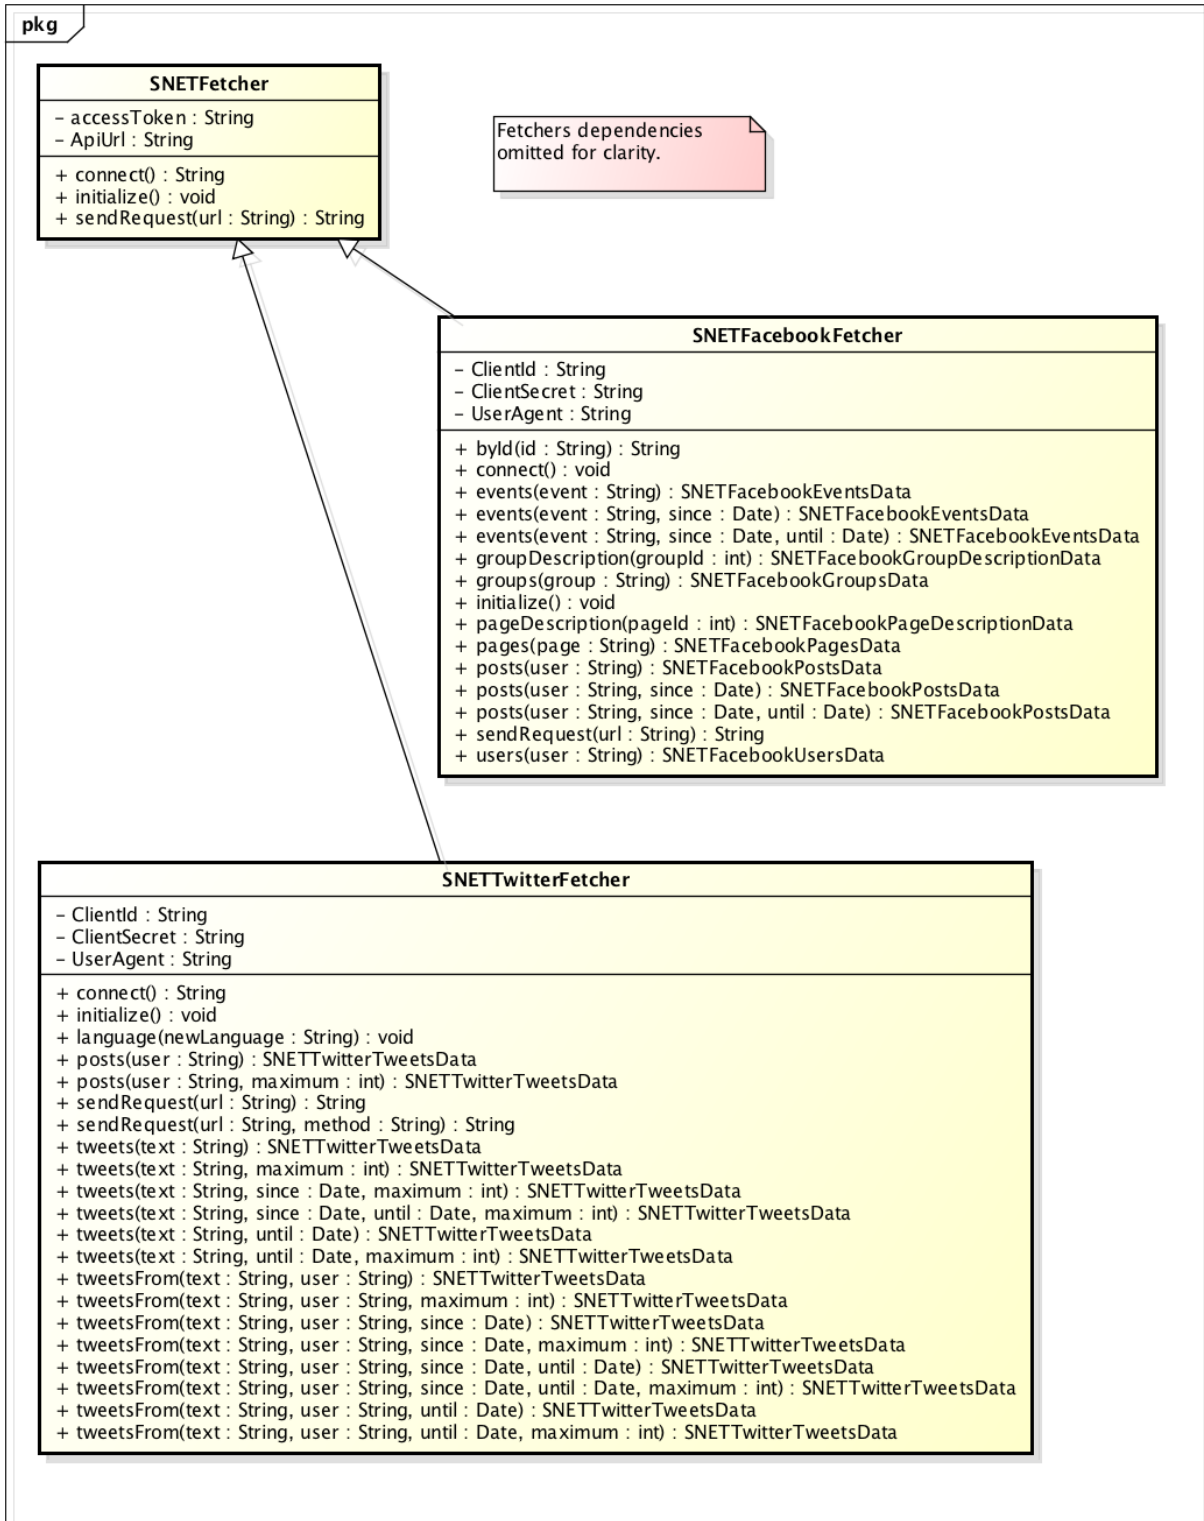 pkg
SNETFetcher
– accessToken : String
– ApiUrl : String
+ connect() : String
+ initialize() : void
+ sendRequest(url : String) : String
Fetchers dependencies
omitted for clarity.
SNETFacebookFetcher
– ClientId : String
– ClientSecret : String
– UserAgent : String
+ byId(id : String) : String
+ connect() : void
+ events(event : String) : SNETFacebookEventsData
+ events(event : String, since : Date) : SNETFacebookEventsData
+ events(event : String, since : Date, until : Date) : SNETFacebookEventsData
+ groupDescription(groupId : int) : SNETFacebookGroupDescriptionData
+ groups(group : String) : SNETFacebookGroupsData
+ initialize() : void
+ pageDescription(pageId : int) : SNETFacebookPageDescriptionData
+ pages(page : String) : SNETFacebookPagesData
+ posts(user : String) : SNETFacebookPostsData
+ posts(user : String, since : Date) : SNETFacebookPostsData
+ posts(user : String, since : Date, until : Date) : SNETFacebookPostsData
+ sendRequest(url : String) : String
+ users(user : String) : SNETFacebookUsersData
SNETTwitterFetcher
– ClientId : String
– ClientSecret : String
– UserAgent : String
+ connect() : String
+ initialize() : void
+ language(newLanguage : String) : void
+ posts(user : String) : SNETTwitterTweetsData
+ posts(user : String, maximum : int) : SNETTwitterTweetsData
+ sendRequest(url : String) : String
+ sendRequest(url : String, method : String) : String
+ tweets(text : String) : SNETTwitterTweetsData
+ tweets(text : String, maximum : int) : SNETTwitterTweetsData
+ tweets(text : String, since : Date, maximum : int) : SNETTwitterTweetsData
+ tweets(text : String, since : Date, until : Date, maximum : int) : SNETTwitterTweetsData
+ tweets(text : String, until : Date) : SNETTwitterTweetsData
+ tweets(text : String, until : Date, maximum : int) : SNETTwitterTweetsData
+ tweetsFrom(text : String, user : String) : SNETTwitterTweetsData
+ tweetsFrom(text : String, user : String, maximum : int) : SNETTwitterTweetsData
+ tweetsFrom(text : String, user : String, since : Date) : SNETTwitterTweetsData
+ tweetsFrom(text : String, user : String, since : Date, maximum : int) : SNETTwitterTweetsData
+ tweetsFrom(text : String, user : String, since : Date, until : Date) : SNETTwitterTweetsData
+ tweetsFrom(text : String, user : String, since : Date, until : Date, maximum : int) : SNETTwitterTweetsData
+ tweetsFrom(text : String, user : String, until : Date) : SNETTwitterTweetsData
+ tweetsFrom(text : String, user : String, until : Date, maximum : int) : SNETTwitterTweetsData